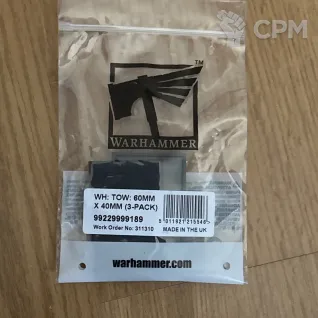 CPM
TM
WARHAMMER
WH: TOW: 60MM
X 40MM (3-PACK)
99229999189
Work Order No: 311310
MADE IN THE UK
warhammer.com